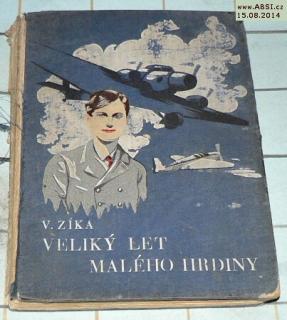 www.ABSI.cz
15.08.2014
V. ZÍKA
VELIKÝ LET
MALÉHO HRDINY